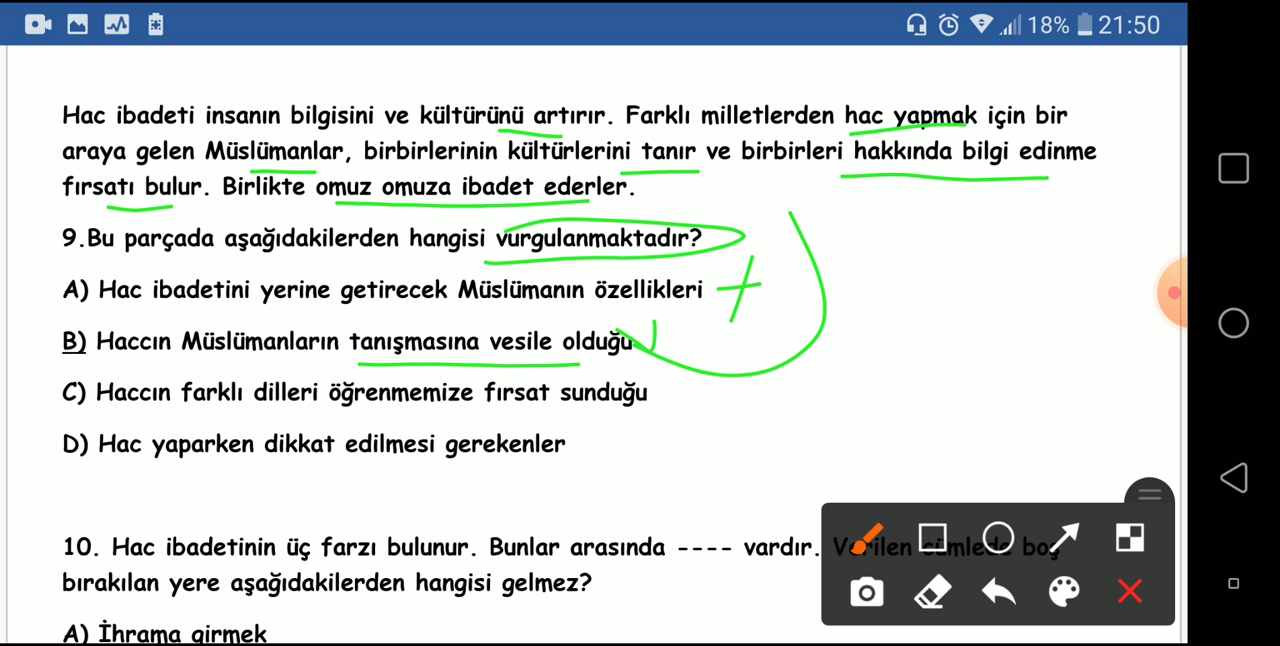 18% 21:50
Hac ibadeti insanın bilgisini ve kültürünü artırır. Farklı milletlerden hac yapmak için bir
araya gelen Müslümanlar, birbirlerinin kültürlerini tanır ve birbirleri hakkında bilgi edinme
fırsatı bulur. Birlikte omuz omuza ibadet ederler.
9.Bu parçada aşağıdakilerden hangisi vurgulanmaktadır?
A) Hac ibadetini yerine getirecek Müslümanın özellikleri
B) Haccın Müslümanların tanışmasına vesile olduğu
C) Haccın farklı dilleri öğrenmemize fırsat sunduğu
D) Hac yaparken dikkat edilmesi gerekenler
10. Hac ibadetinin üç farzı bulunur. Bunlar arasında ---- vardır. Verilen cümlede boş
bırakılan yere aşağıdakilerden hangisi gelmez?
A) İhrama girmek